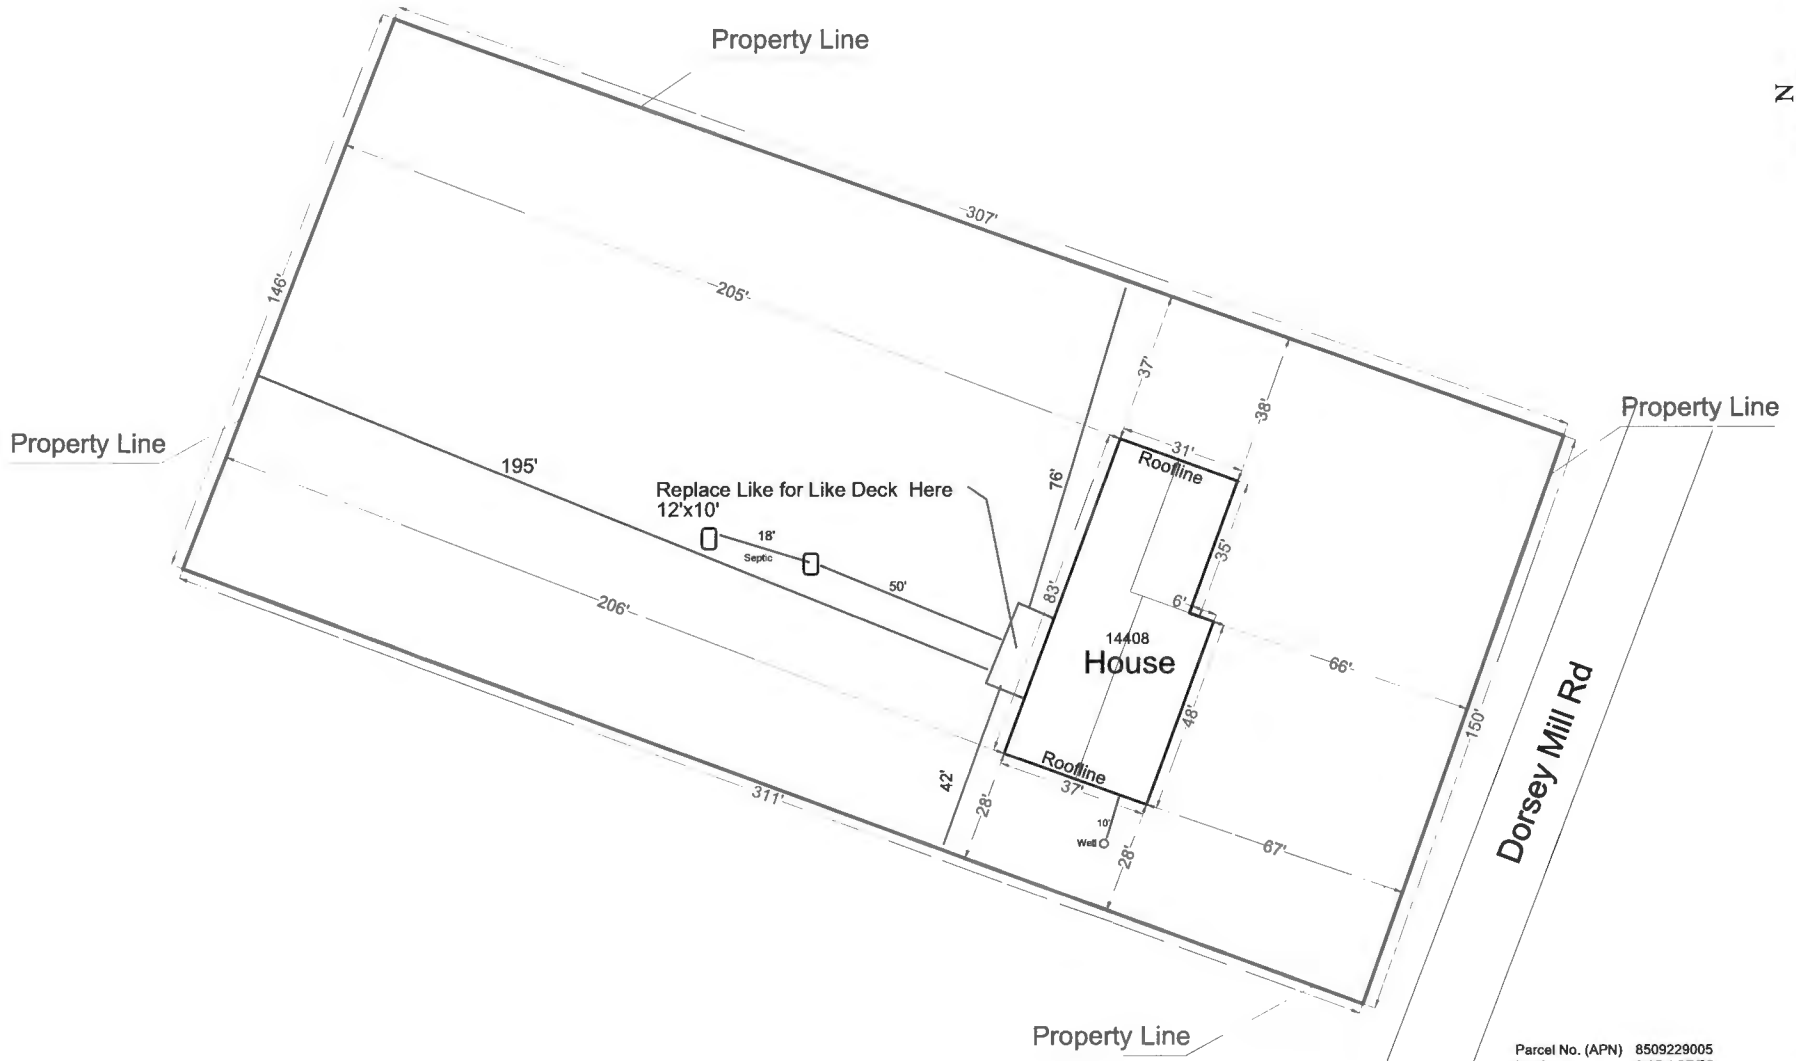 Property Line
N
307'
205'
146'
37'
38'
Property Line
Property Line
31'
Roofline
195'
76'
Replace Like for Like Deck Here
12'x10'
18'
Septic
50'
35'
83'
6'
206'
14408
House
66'
48'
150'
Dorsey Mill Rd
Roofline
37'
42'
311'
28'
10'
Well
28'
67'
Property Line
Parcel No. (APN) 8509229005